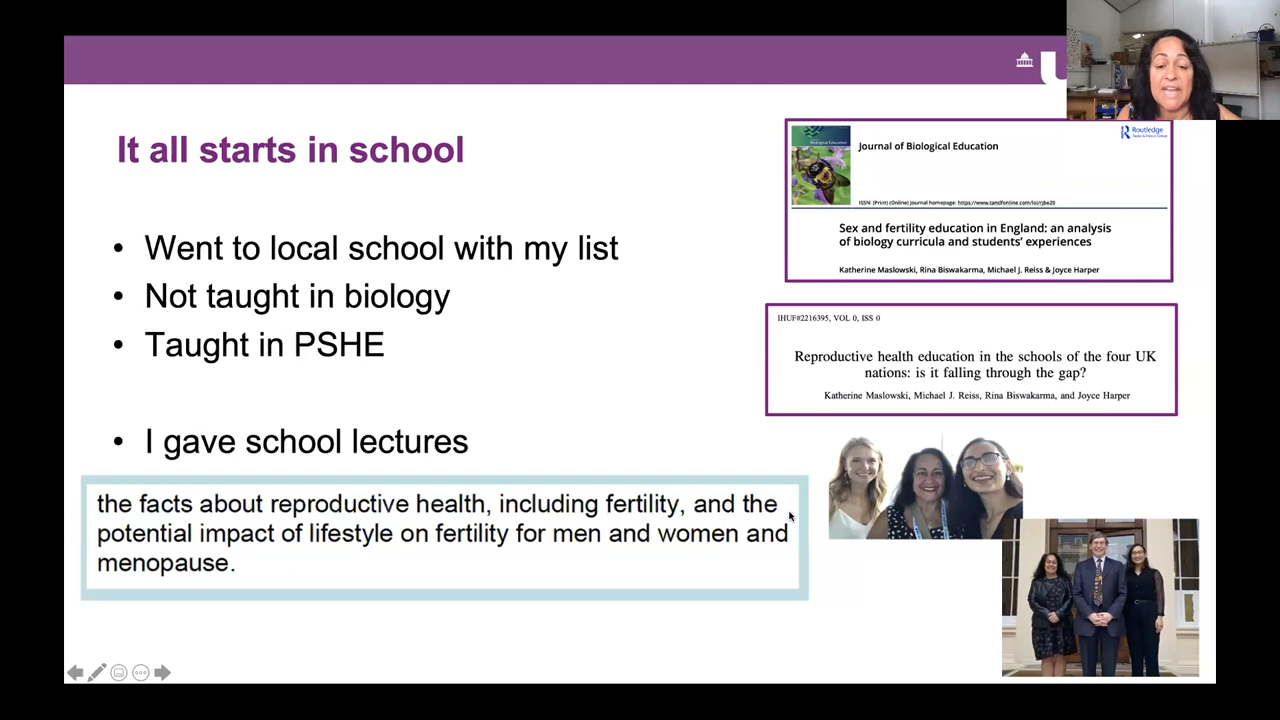 It all starts in school
• Went to local school with my list
• Not taught in biology
• Taught in PSHE
• I gave school lectures
the facts about reproductive health, including fertility, and the
potential impact of lifestyle on fertility for men and women and
menopause.
Routledge
Journal of Biological Education
ISSN: (Print) (Online) Journal homepage: https://www.tandfonline.com/loi/rjbe20
Sex and fertility education in England: an analysis
of biology curricula and students’ experiences
Katherine Maslowski, Rina Biswakarma, Michael J. Reiss & Joyce Harper
IHUF#2216395, VOL 0, ISS 0
Reproductive health education in the schools of the four UK
nations: is it falling through the gap?
Katherine Maslowski, Michael J. Reiss, Rina Biswakarma, and Joyce Harper